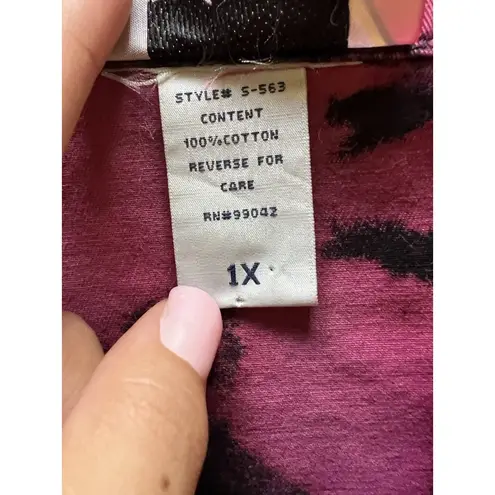 STYLE# S-563
CONTENT
100%COTTON
REVERSE FOR
CARE
RN#99042
1X